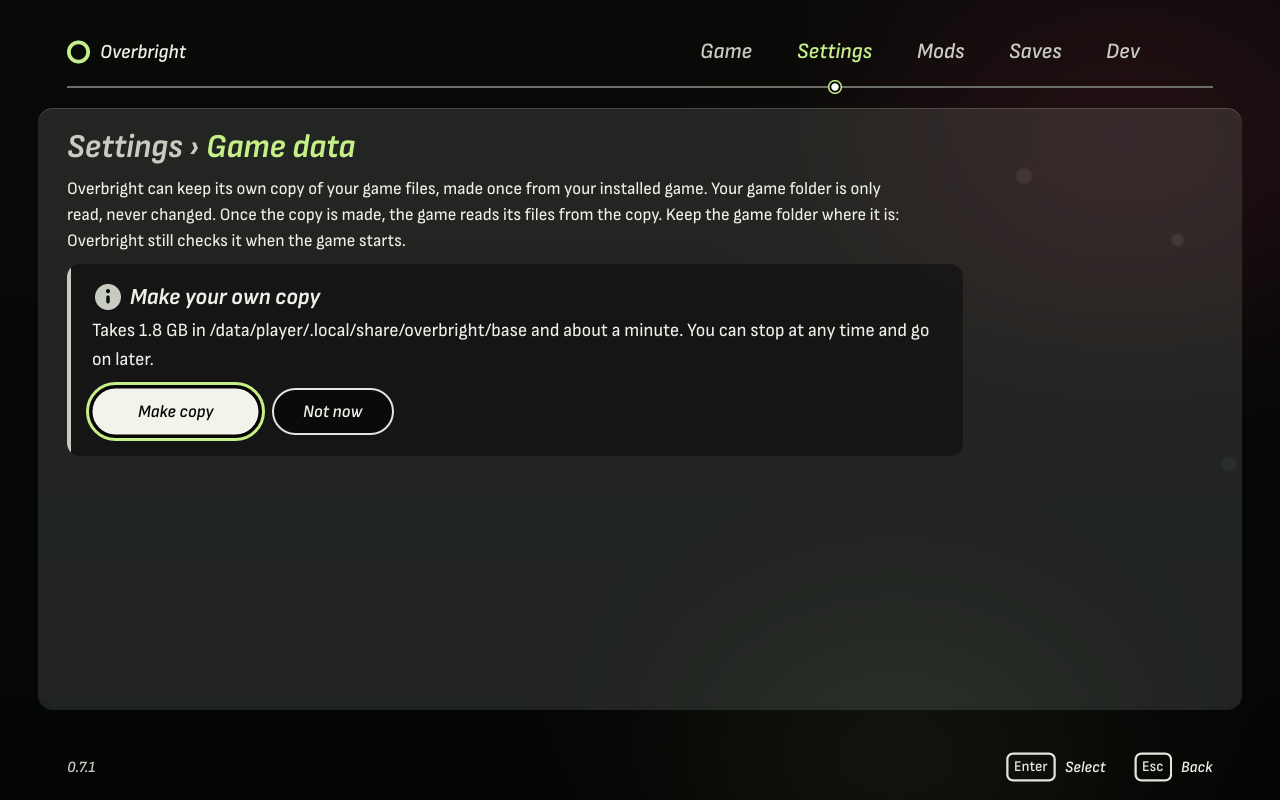 Overbright
Game
Settings
Mods
Saves
Dev
Settings › Game data
Overbright can keep its own copy of your game files, made once from your installed game. Your game folder is only
read, never changed. Once the copy is made, the game reads its files from the copy. Keep the game folder where it is:
Overbright still checks it when the game starts.
Make your own copy
Takes 1.8 GB in /data/player/.local/share/overbright/base and about a minute. You can stop at any time and go
on later.
Make copy
Not now
0.7.1
Enter Select
Esc Back